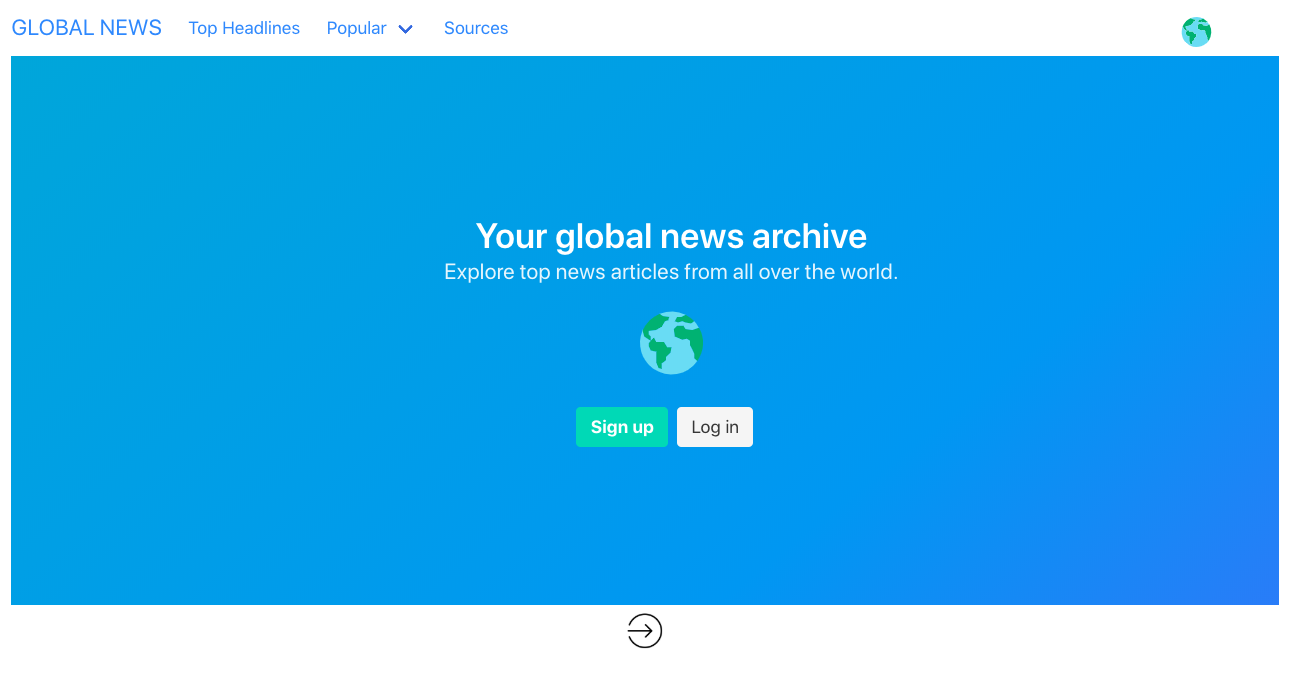 GLOBAL NEWS Top Headlines Popular Sources
Your global news archive
Explore top news articles from all over the world.
Sign up Log in